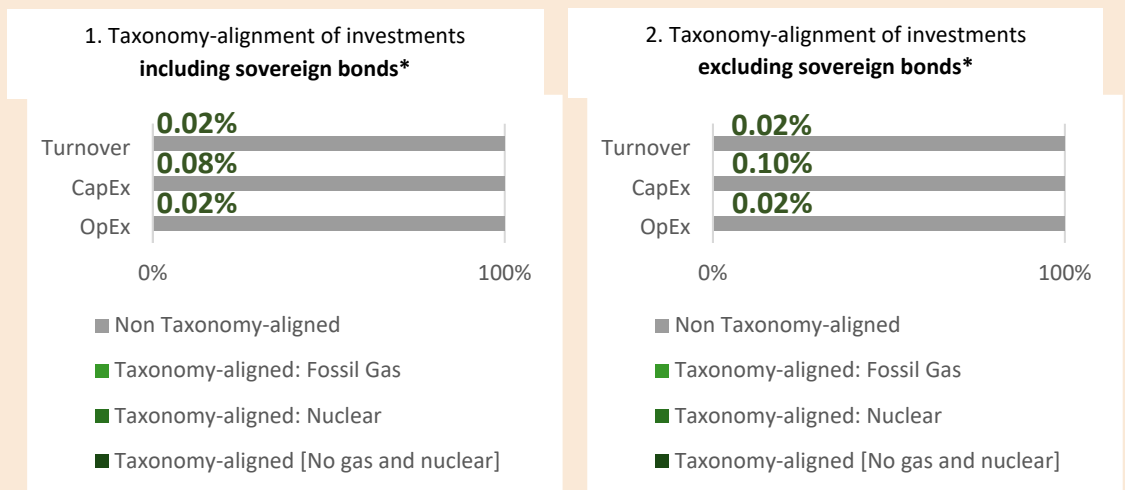 1. Taxonomy-alignment of investments
including sovereign bonds*
0.02%
Turnover
0.08%
CapEx
0.02%
OpEx
0%
100%
Non Taxonomy-aligned
Taxonomy-aligned: Fossil Gas
Taxonomy-aligned: Nuclear
Taxonomy-aligned [No gas and nuclear]
2. Taxonomy-alignment of investments
excluding sovereign bonds*
0.02%
Turnover
0.10%
CapEx
0.02%
OpEx
0%
100%
Non Taxonomy-aligned
Taxonomy-aligned: Fossil Gas
Taxonomy-aligned: Nuclear
Taxonomy-aligned [No gas and nuclear]